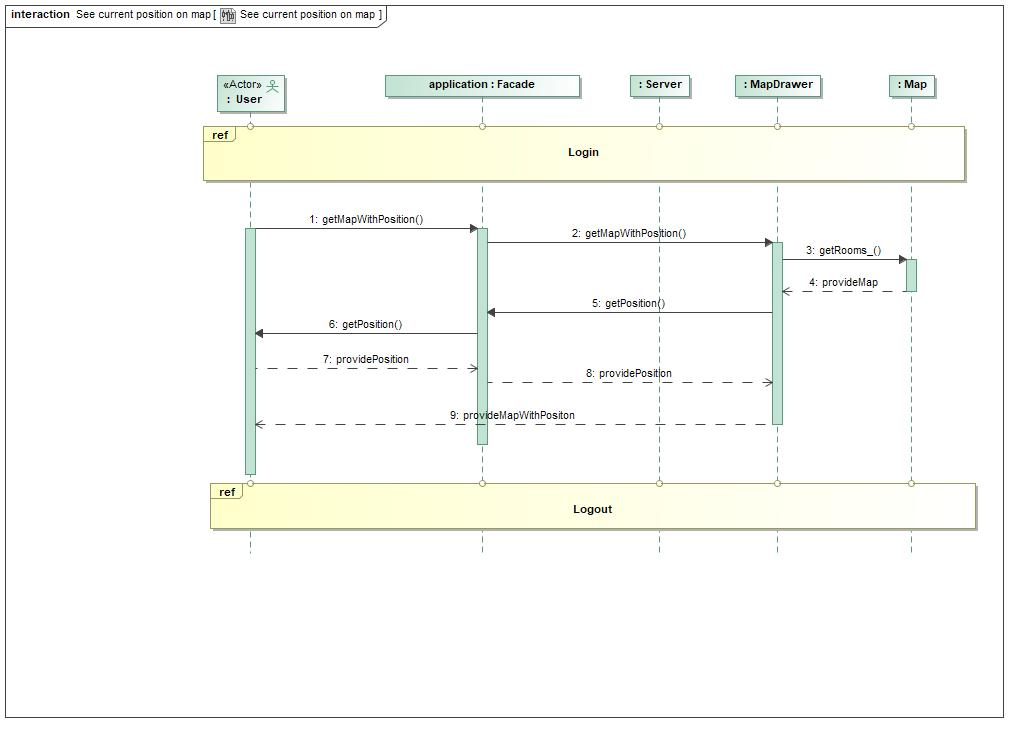 interaction See current position on map [ See current position on map ]
«Actor»
: User
application : Facade
: Server
: MapDrawer
: Map
ref
Login
1: getMapWithPosition()
2: getMapWithPosition()
3: getRooms_()
4: provideMap
5: getPosition()
6: getPosition()
7: providePosition
8: providePosition
9: provideMapWithPositon
ref
Logout